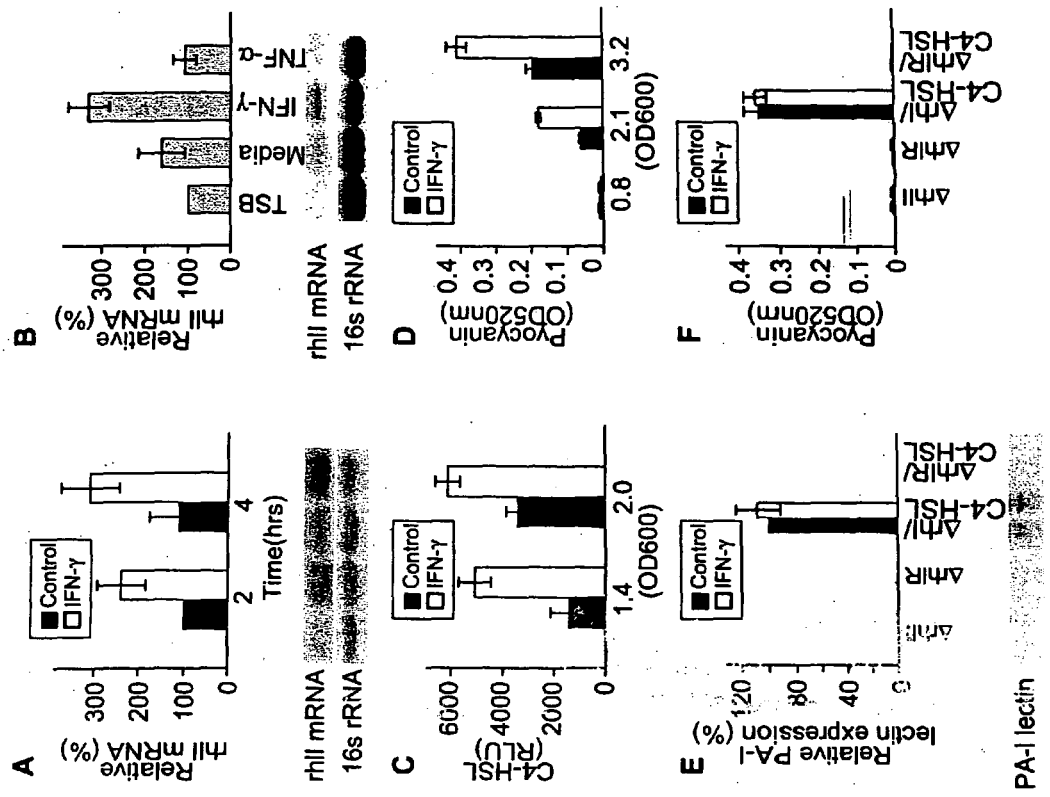 A
Relative
rhlI mRNA (%)
300
200
100
0
Control
IFN-γ
2
4
Time(hrs)
rhlI mRNA
16s rRNA
B
Relative
rhlI mRNA (%)
300
200
100
0
TSB
Media
IFN-γ
TNF-α
rhlI mRNA
16s rRNA
C
C4-HSL
(RLU)
6000
4000
2000
0
Control
IFN-γ
1.4
2.0
(OD600)
D
Pyocyanin
(OD520nm)
0.4
0.3
0.2
0.1
0
Control
IFN-γ
0.8
2.1
3.2
(OD600)
E
Relative PA-I
lectin expression (%)
120
80
40
0
Control
IFN-γ
ΔrhlR
ΔrhlI/
C4-HSL
ΔrhlR/
C4-HSL
PA-I lectin
F
Pyocyanin
(OD520nm)
0.4
0.3
0.2
0.1
0
Control
IFN-γ
ΔrhlI
ΔrhlR
ΔrhlI/
C4-HSL
ΔrhlR/
C4-HSL